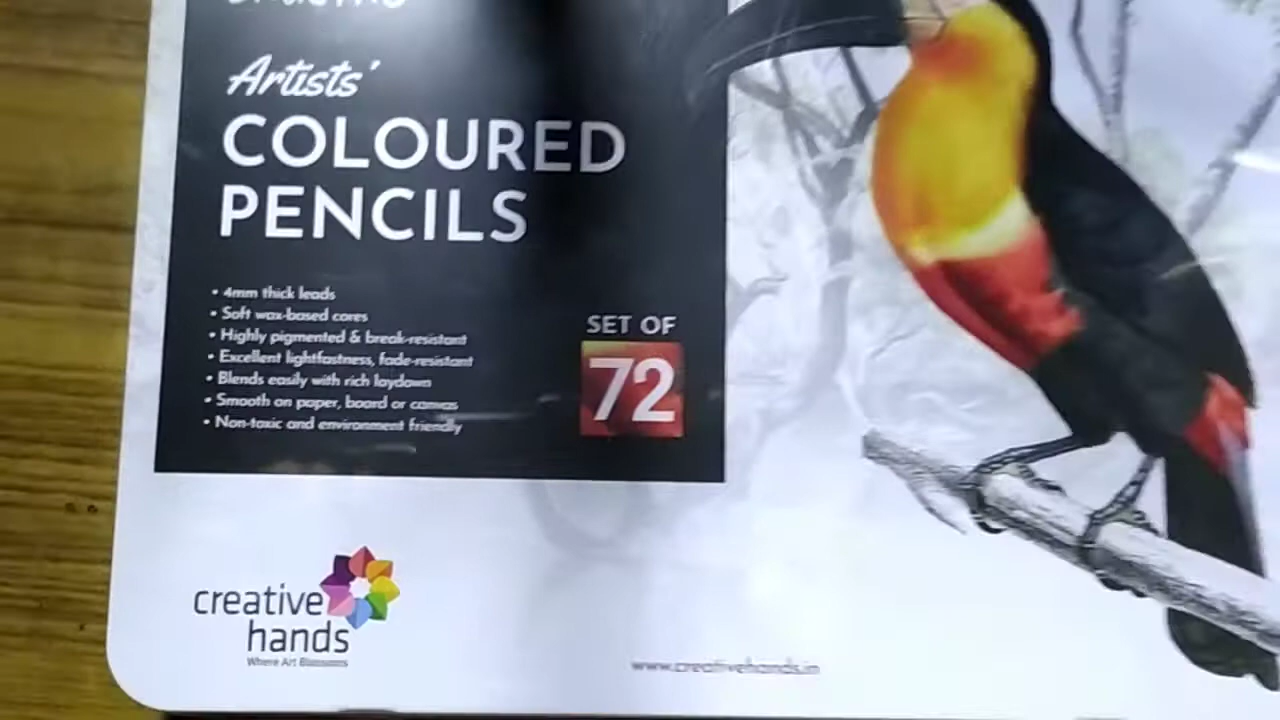 Artists'
COLOURED
PENCILS
• 4mm thick leads
• Soft wax-based cores
• Highly pigmented & break-resistant
• Excellent lightfastness, fade-resistant
• Blends easily with rich laydown
• Smooth on paper, board or canvas
• Non-toxic and environment friendly
SET OF
72
creative
hands
Where Art Blossoms
www.creativehands.in